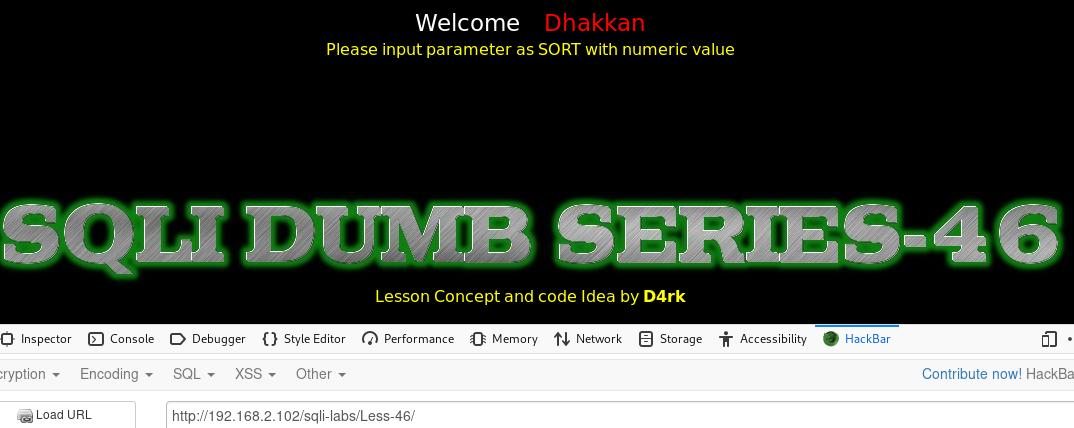 Welcome Dhakkan
Please input parameter as SORT with numeric value
SQLI DUMB SERIES-46
Lesson Concept and code Idea by D4rk
Inspector Console Debugger Style Editor Performance Memory Network Storage Accessibility HackBar
cryption Encoding SQL XSS Other Contribute now! HackBa
Load URL http://192.168.2.102/sqli-labs/Less-46/